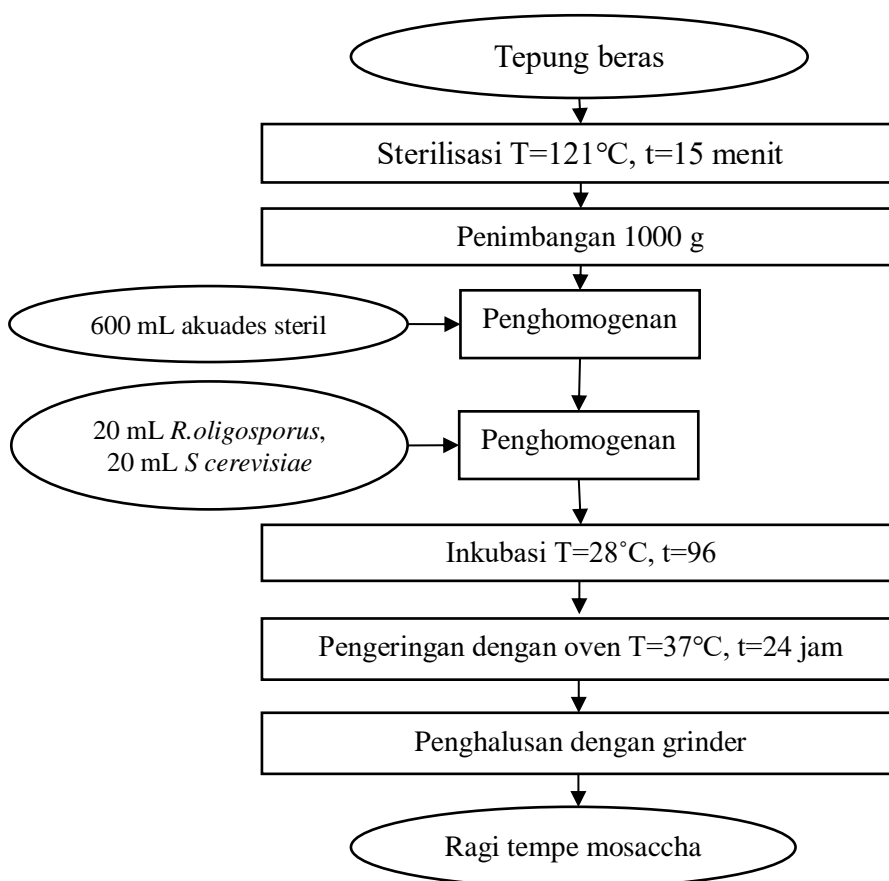 Tepung beras
Sterilisasi T=121℃, t=15 menit
Penimbangan 1000 g
600 mL akuades steril
Penghomogenan
20 mL R.oligosporus,
20 mL S cerevisiae
Penghomogenan
Inkubasi T=28˚C, t=96
Pengeringan dengan oven T=37℃, t=24 jam
Penghalusan dengan grinder
Ragi tempe mosaccha